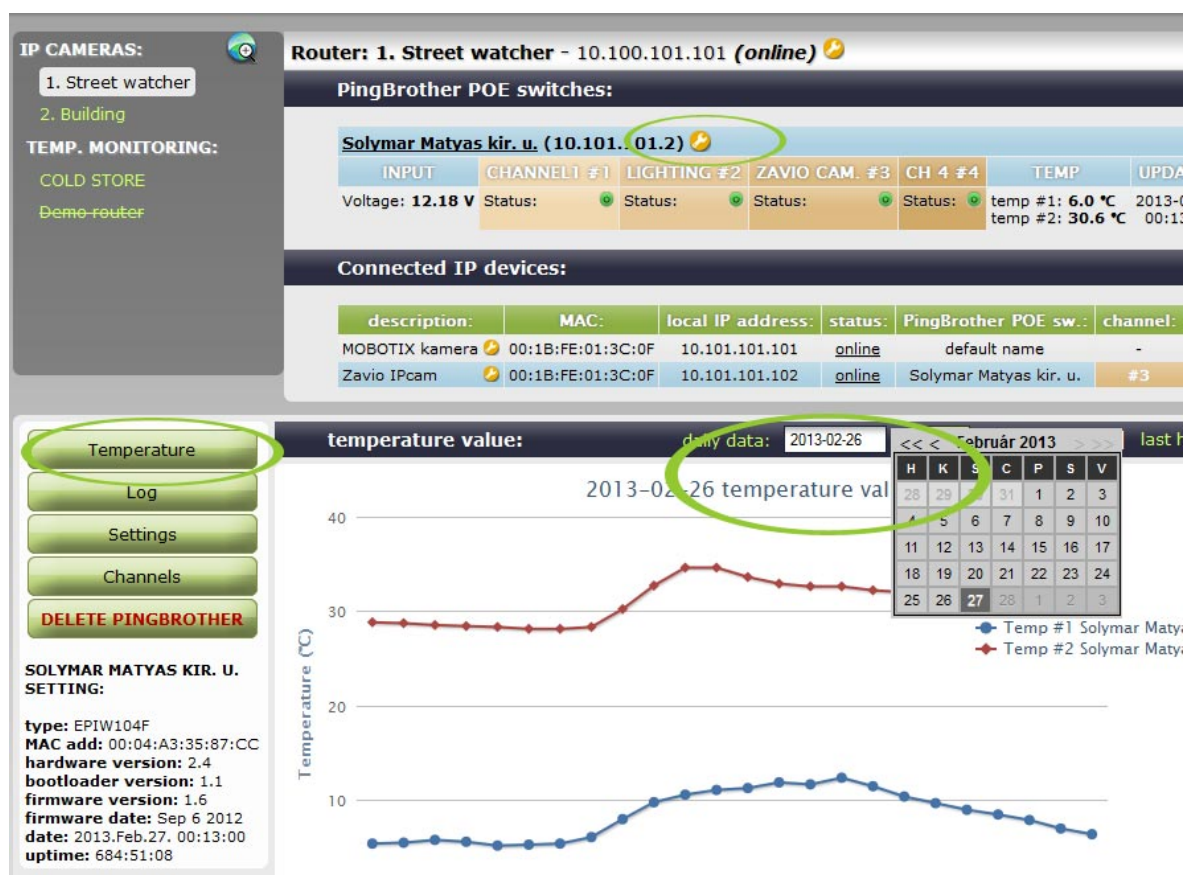 IP CAMERAS:
1. Street watcher
2. Building
TEMP. MONITORING:
COLD STORE
Demo router
Router: 1. Street watcher - 10.100.101.101 (online)
PingBrother POE switches:
Solymar Matyas kir. u. (10.101.101.2)
INPUT CHANNEL1 #1 LIGHTING #2 ZAVIO CAM. #3 CH 4 #4 TEMP UPDA
Voltage: 12.18 V Status: Status: Status: Status: temp #1: 6.0 °C 2013-0
temp #2: 30.6 °C 00:13
Connected IP devices:
description: MAC: local IP address: status: PingBrother POE sw.: channel:
MOBOTIX kamera 00:1B:FE:01:3C:0F 10.101.101.101 online default name -
Zavio IPcam 00:1B:FE:01:3C:0F 10.101.101.102 online Solymar Matyas kir. u. #3
Temperature
Log
Settings
Channels
DELETE PINGBROTHER
SOLYMAR MATYAS KIR. U.
SETTING:
type: EPIW104F
MAC add: 00:04:A3:35:87:CC
hardware version: 2.4
bootloader version: 1.1
firmware version: 1.6
firmware date: Sep 6 2012
date: 2013.Feb.27. 00:13:00
uptime: 684:51:08
temperature value: daily data: 2013-02-26 last h
<< < Február 2013 > >>
H K S C P S V
28 29 30 31 1 2 3
4 5 6 7 8 9 10
11 12 13 14 15 16 17
18 19 20 21 22 23 24
25 26 27 28 1 2 3
2013-02-26 temperature val
Temperature (°C)
40
30
20
10
Temp #1 Solymar Matya
Temp #2 Solymar Matya